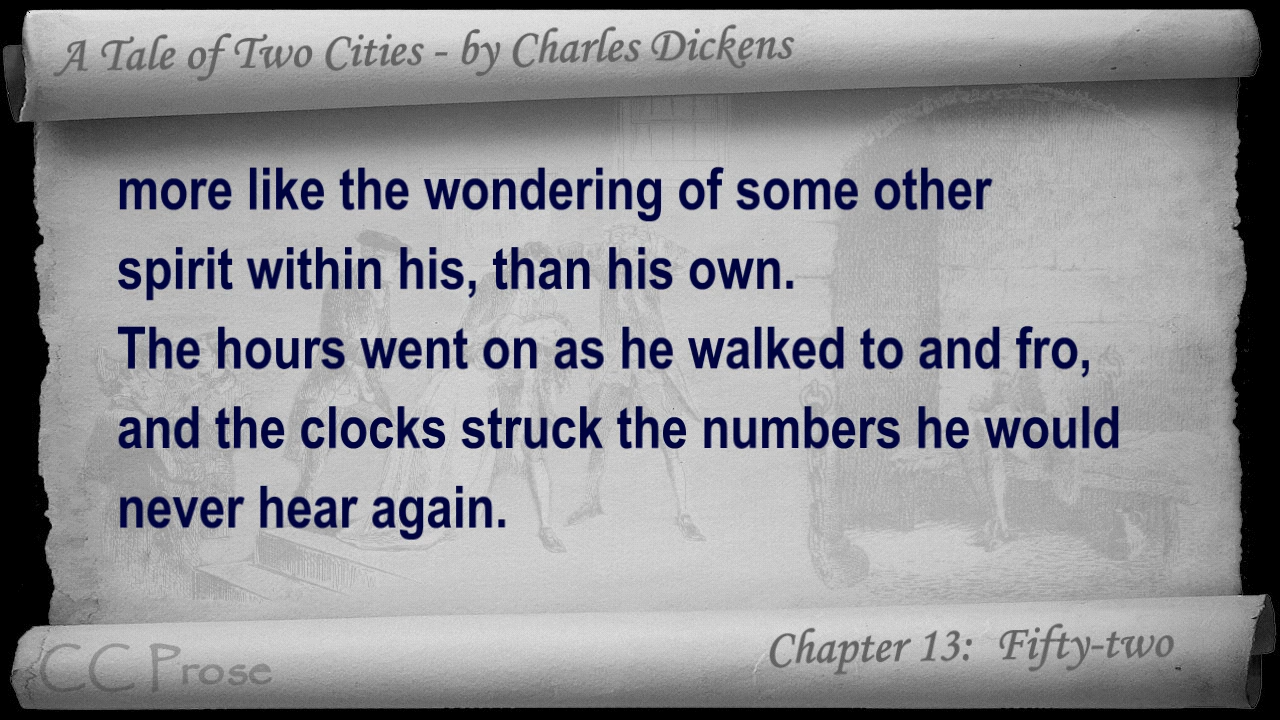 A Tale of Two Cities - by Charles Dickens
more like the wondering of some other
spirit within his, than his own.
The hours went on as he walked to and fro,
and the clocks struck the numbers he would
never hear again.
CC Prose
Chapter 13: Fifty-two